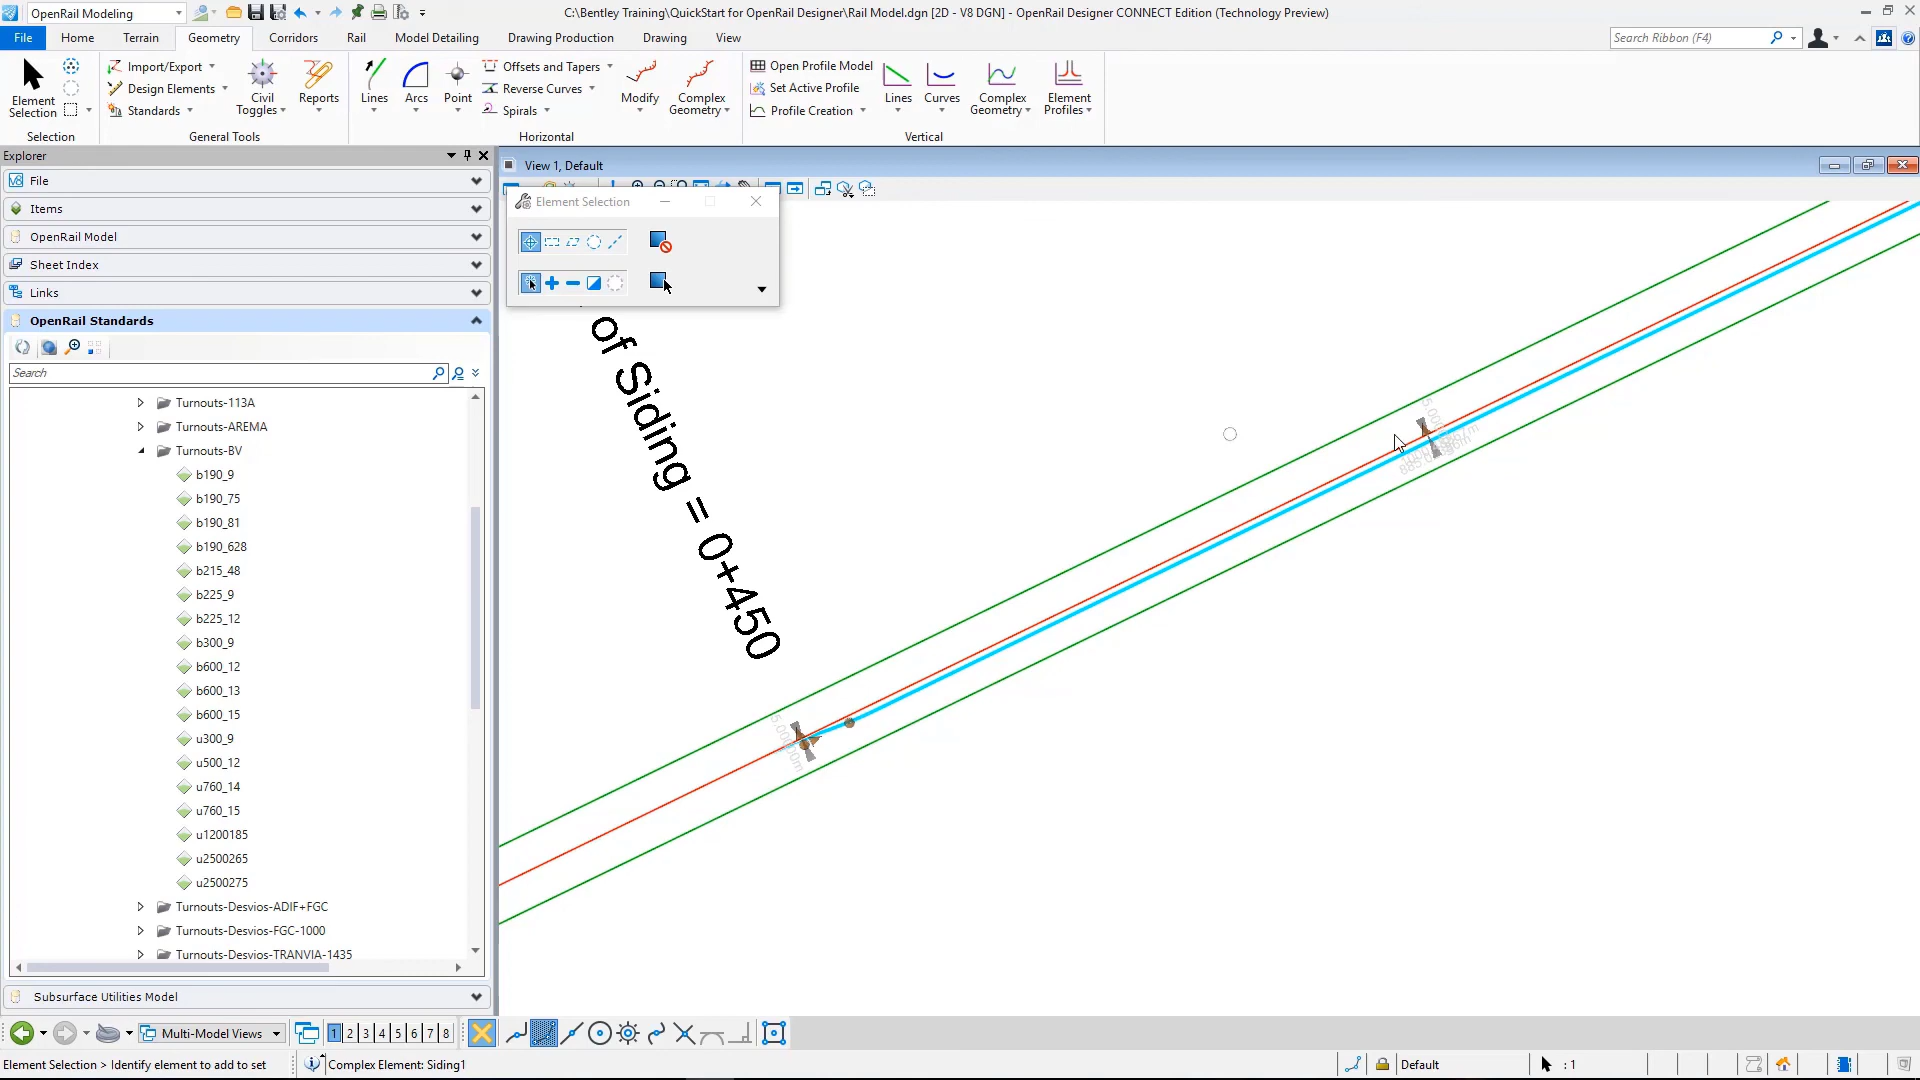 OpenRail Modeling
C:\Bentley Training\QuickStart for OpenRail Designer\Rail Model.dgn [2D - V8 DGN] - OpenRail Designer CONNECT Edition (Technology Preview)
File Home Terrain Geometry Corridors Rail Model Detailing Drawing Production Drawing View
Search Ribbon (F4)
Element Selection
Selection
Import/Export
Design Elements
Standards
Civil Toggles
Reports
General Tools
Lines
Arcs
Point
Offsets and Tapers
Reverse Curves
Spirals
Modify
Complex Geometry
Horizontal
Open Profile Model
Set Active Profile
Profile Creation
Lines
Curves
Complex Geometry
Element Profiles
Vertical
Explorer
File
Items
OpenRail Model
Sheet Index
Links
OpenRail Standards
Search
Turnouts-113A
Turnouts-AREMA
Turnouts-BV
b190_9
b190_75
b190_81
b190_628
b215_48
b225_9
b225_12
b300_9
b600_12
b600_13
b600_15
u300_9
u500_12
u760_14
u760_15
u1200185
u2500265
u2500275
Turnouts-Desvios-ADIF+FGC
Turnouts-Desvios-FGC-1000
Turnouts-Desvios-TRANVIA-1435
Subsurface Utilities Model
View 1, Default
Element Selection
of Siding = 0+450
Multi-Model Views
1 2 3 4 5 6 7 8
Element Selection > Identify element to add to set
Complex Element: Siding1
Default
: 1